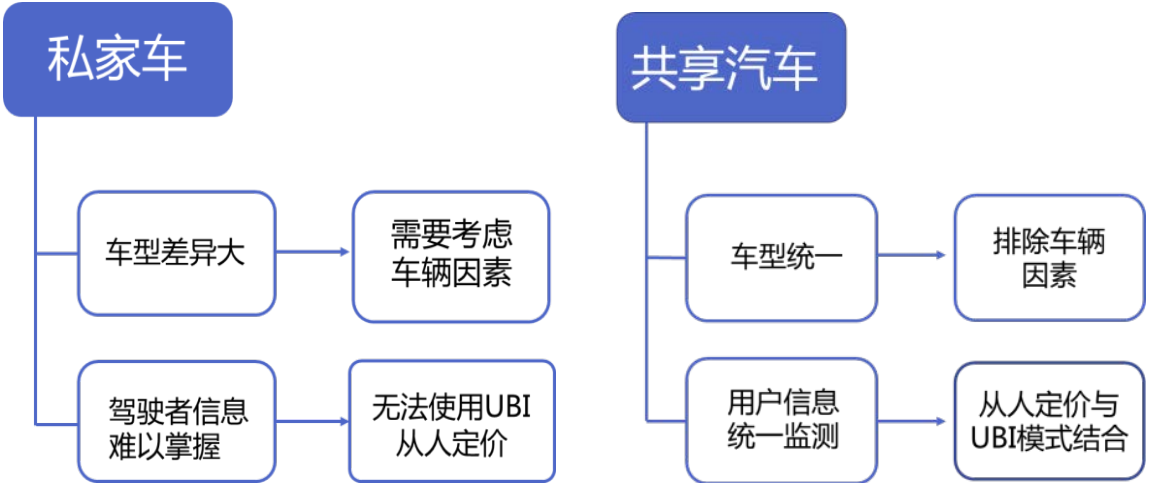 私家车
车型差异大
需要考虑
车辆因素
驾驶者信息
难以掌握
无法使用UBI
从人定价
共享汽车
车型统一
排除车辆
因素
用户信息
统一监测
从人定价与
UBI模式结合